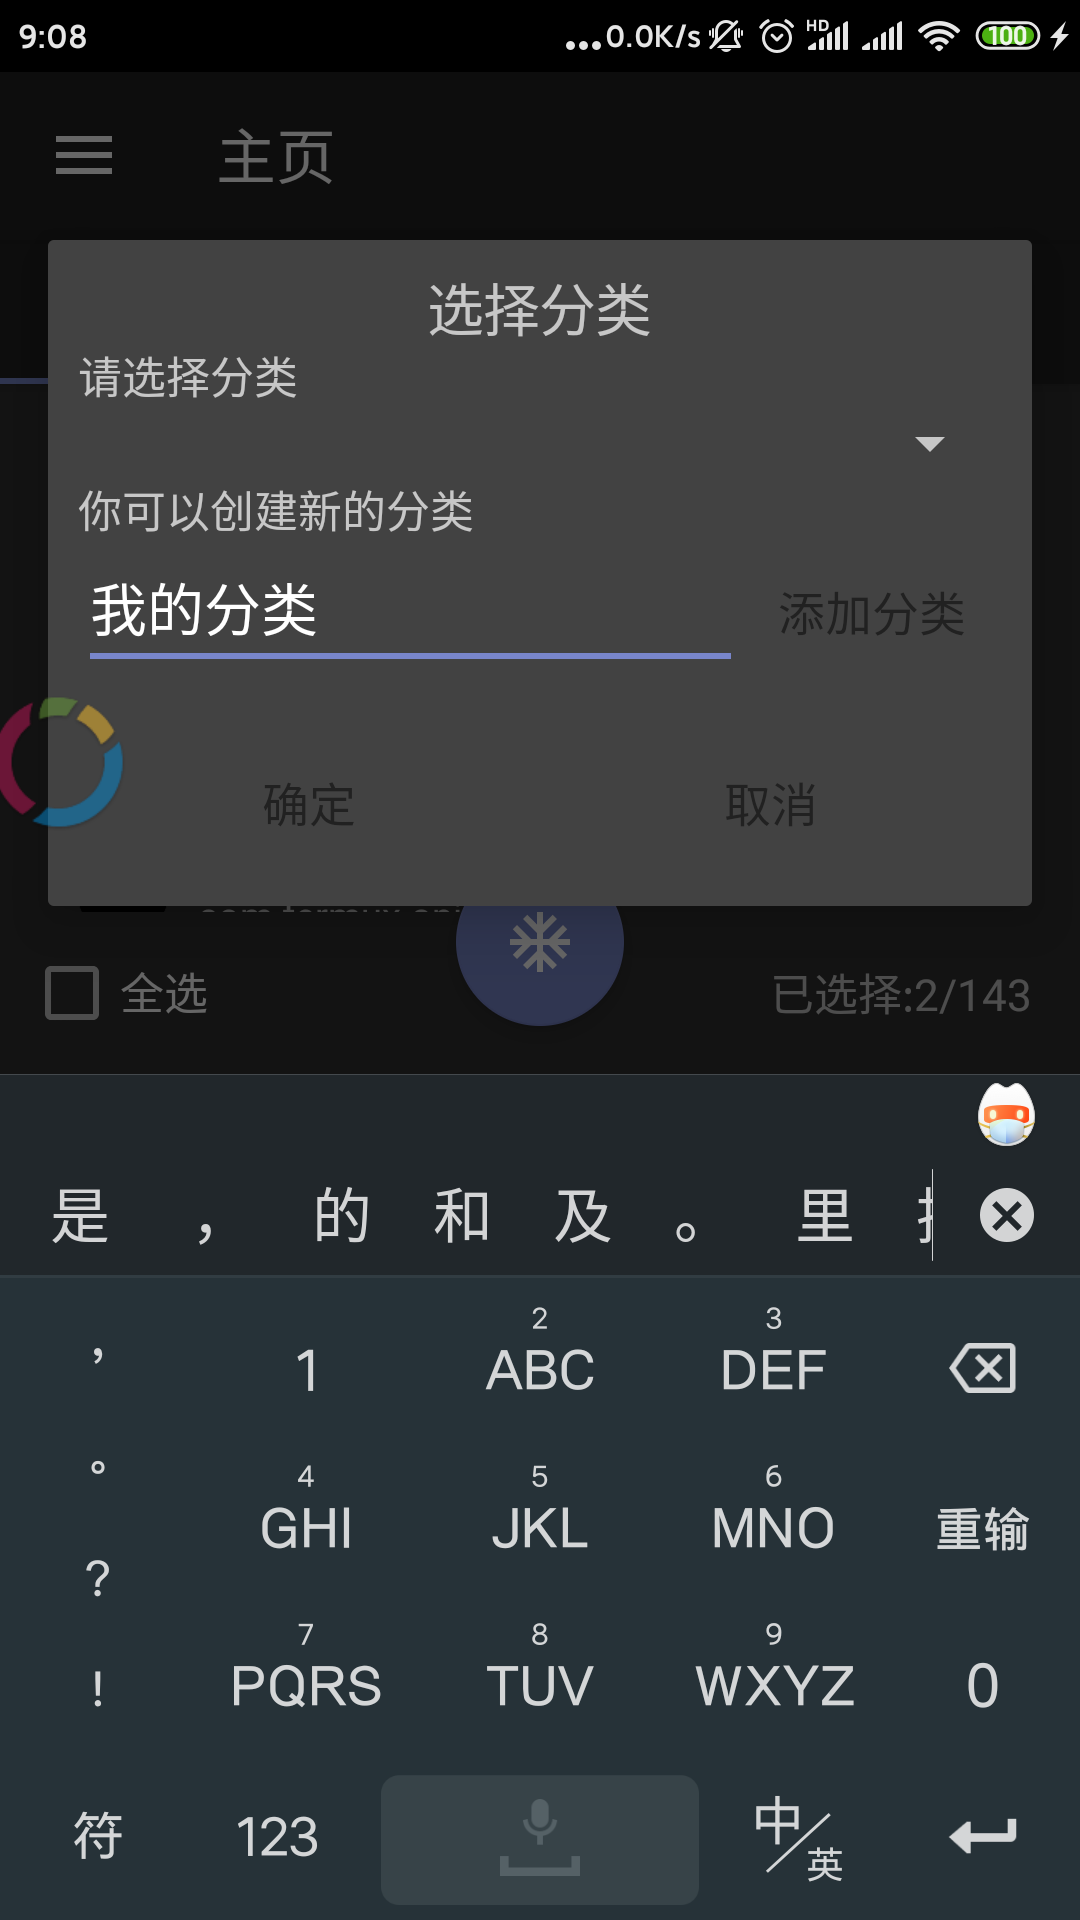 9:08
...0.0K/s HD 100
主页
选择分类
请选择分类
你可以创建新的分类
我的分类
添加分类
确定
取消
全选
已选择:2/143
是 , 的 和 及 。 里
,
1
2
ABC
3
DEF
。
4
GHI
5
JKL
6
MNO
重输
?
!
7
PQRS
8
TUV
9
WXYZ
0
符
123
中/英